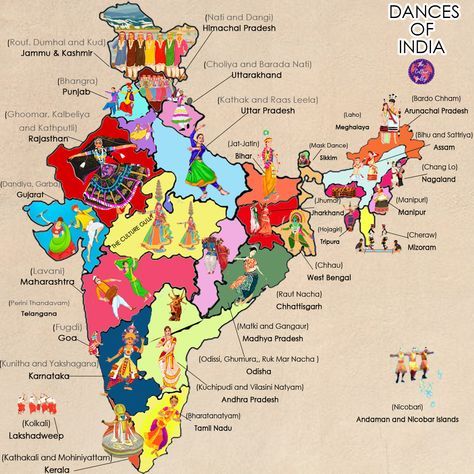 DANCES
OF
INDIA
The
Culture
Gully
(Nati and Dangi)
Himachal Pradesh
(Rouf, Dumhal and Kud)
Jammu & Kashmir
(Choliya and Barada Nati)
Uttarakhand
(Bhangra)
Punjab
(Kathak and Raas Leela)
Uttar Pradesh
(Bardo Chham)
Arunachal Pradesh
(Ghoomar, Kalbeliya
and Kathputli)
Rajasthan
(Laho)
Meghalaya
(Bihu and Sattriya)
Assam
(Jat-Jatin)
Bihar
(Mask Dance)
Sikkim
(Chang Lo)
Nagaland
(Dandiya, Garba)
Gujarat
(Jhumar)
Jharkhand
(Manipuri)
Manipur
THE CULTURE GULLY
(Hojagiri)
Tripura
(Cheraw)
Mizoram
(Lavani)
Maharashtra
(Chhau)
West Bengal
(Perini Thandavam)
Telangana
(Raut Nacha)
Chhattisgarh
(Fugdi)
Goa
(Matki and Gangaur)
Madhya Pradesh
(Kunitha and Yakshagana)
Karnataka
(Odissi, Ghumura,, Ruk Mar Nacha )
Odisha
(Kuchipudi and Vilasini Natyam)
Andhra Pradesh
(Kolkali)
Lakshadweep
(Bharatanatyam)
Tamil Nadu
(Nicobari)
Andaman and Nicobar Islands
(Kathakali and Mohiniyattam)
Kerala